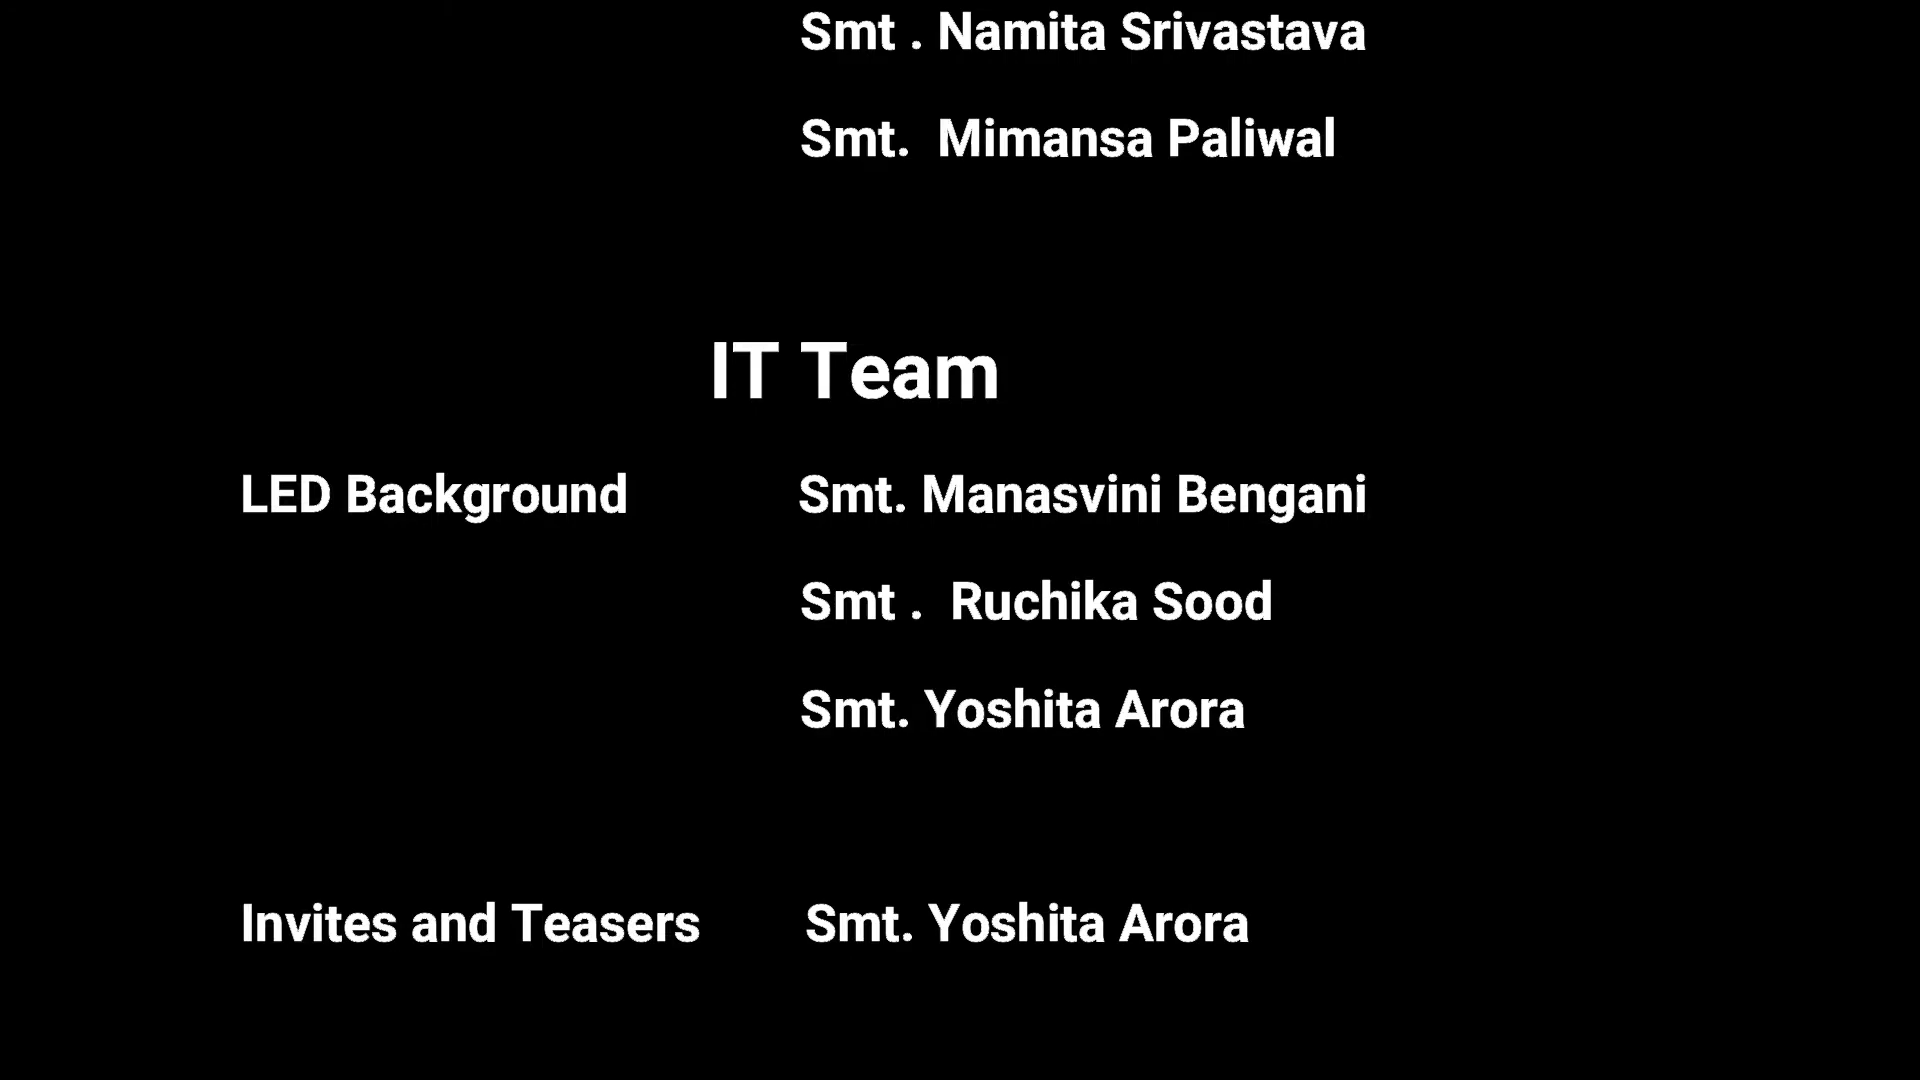 Smt . Namita Srivastava
Smt.  Mimansa Paliwal
IT Team
LED Background Smt. Manasvini Bengani
Smt .  Ruchika Sood
Smt. Yoshita Arora
Invites and Teasers Smt. Yoshita Arora